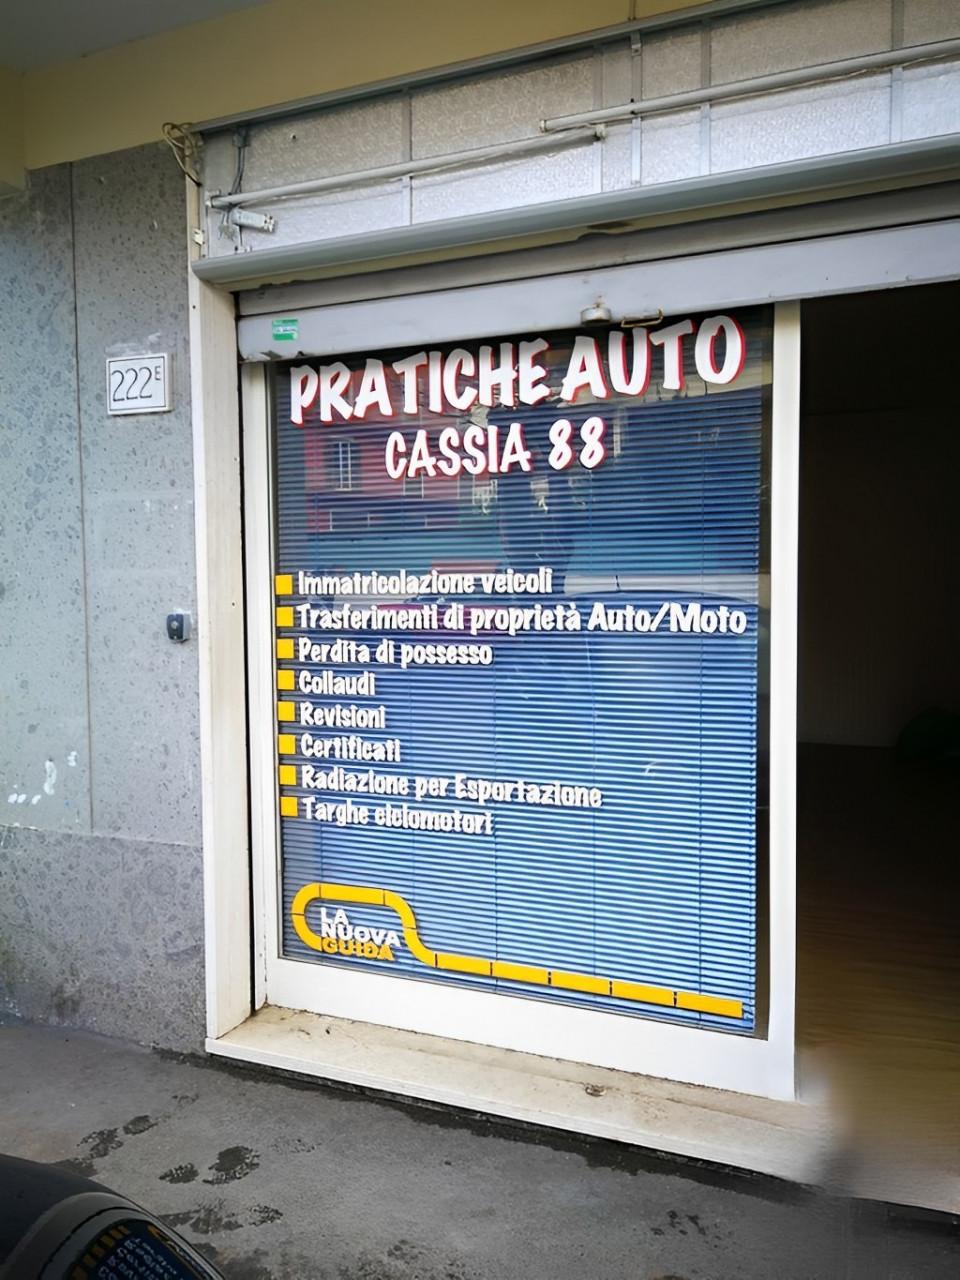 PRATICHE AUTO
CASSIA 88
222E
Immatricolazione veicoli
Trasferimenti di proprietà Auto/Moto
Perdita di possesso
Collaudi
Revisioni
Certificati
Radiazione per Esportazione
Targhe ciclomotori
LA
NUOVA
GUIDA